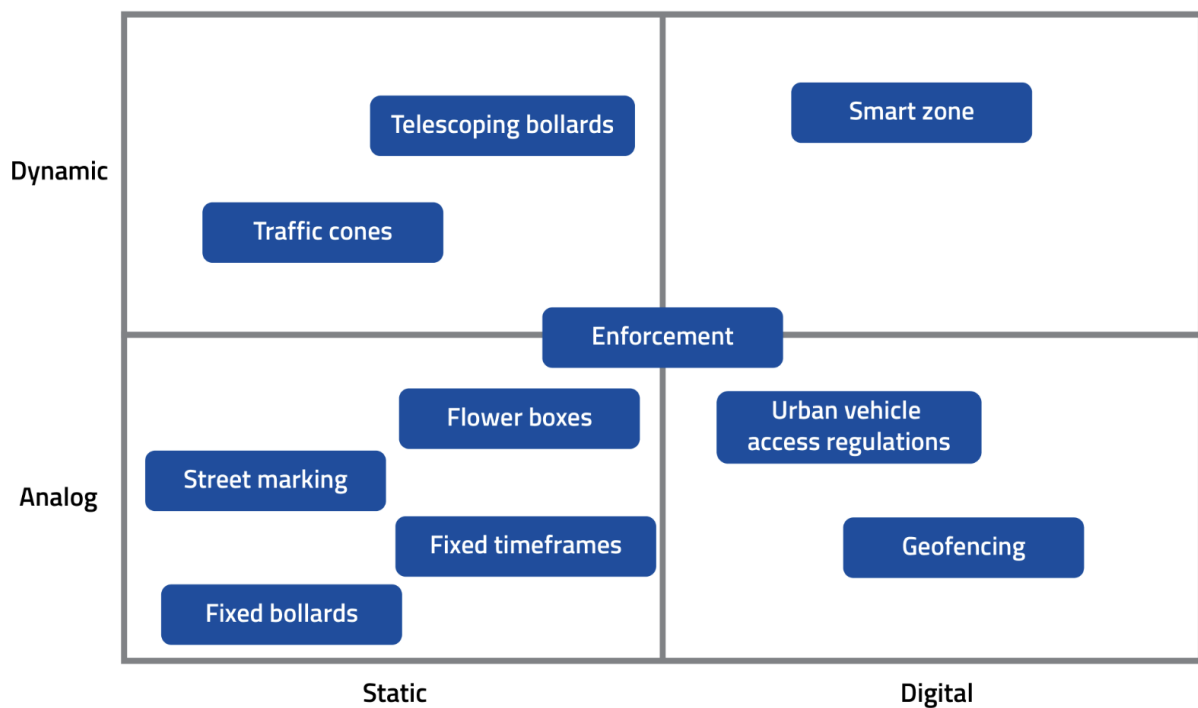 Smart zone
Telescoping bollards
Dynamic
Traffic cones
Enforcement
Flower boxes
Urban vehicle
access regulations
Street marking
Analog
Fixed timeframes
Geofencing
Fixed bollards
Static
Digital